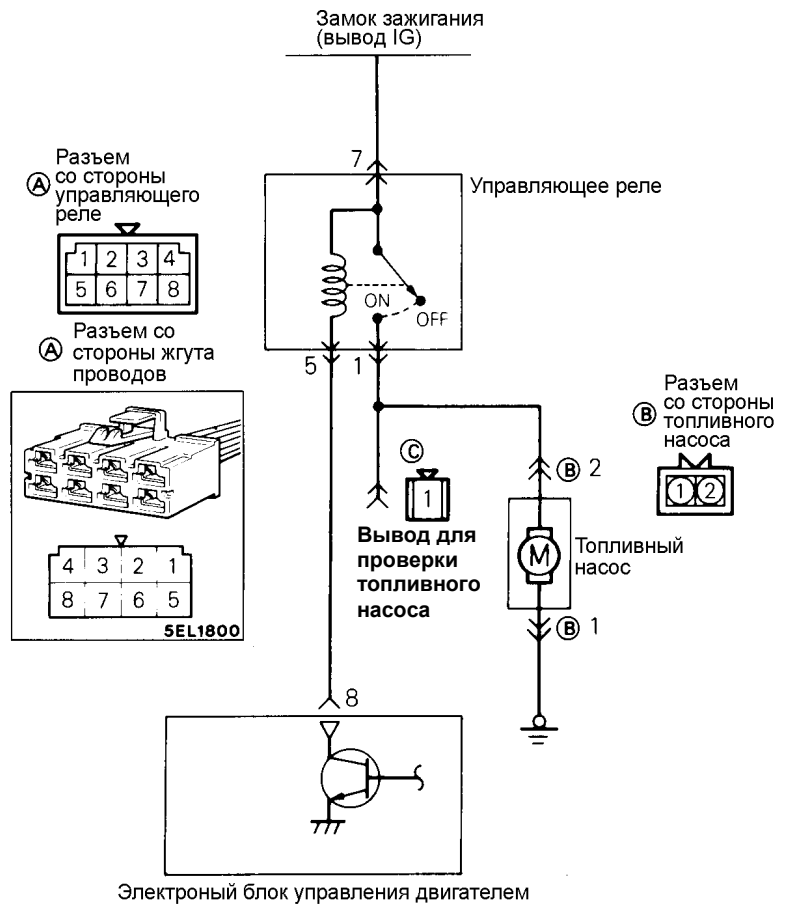 Замок зажигания
(вывод IG)
7
Управляющее реле
Разъем
со стороны
управляющего
реле
A
1 2 3 4
5 6 7 8
ON
OFF
5
1
Разъем со
стороны жгута
проводов
A
4 3 2 1
8 7 6 5
5EL1800
C
1
Вывод для
проверки
топливного
насоса
B 2
M
Топливный
насос
B 1
Разъем
со стороны
топливного
насоса
B
1 2
8
Электроный блок управления двигателем